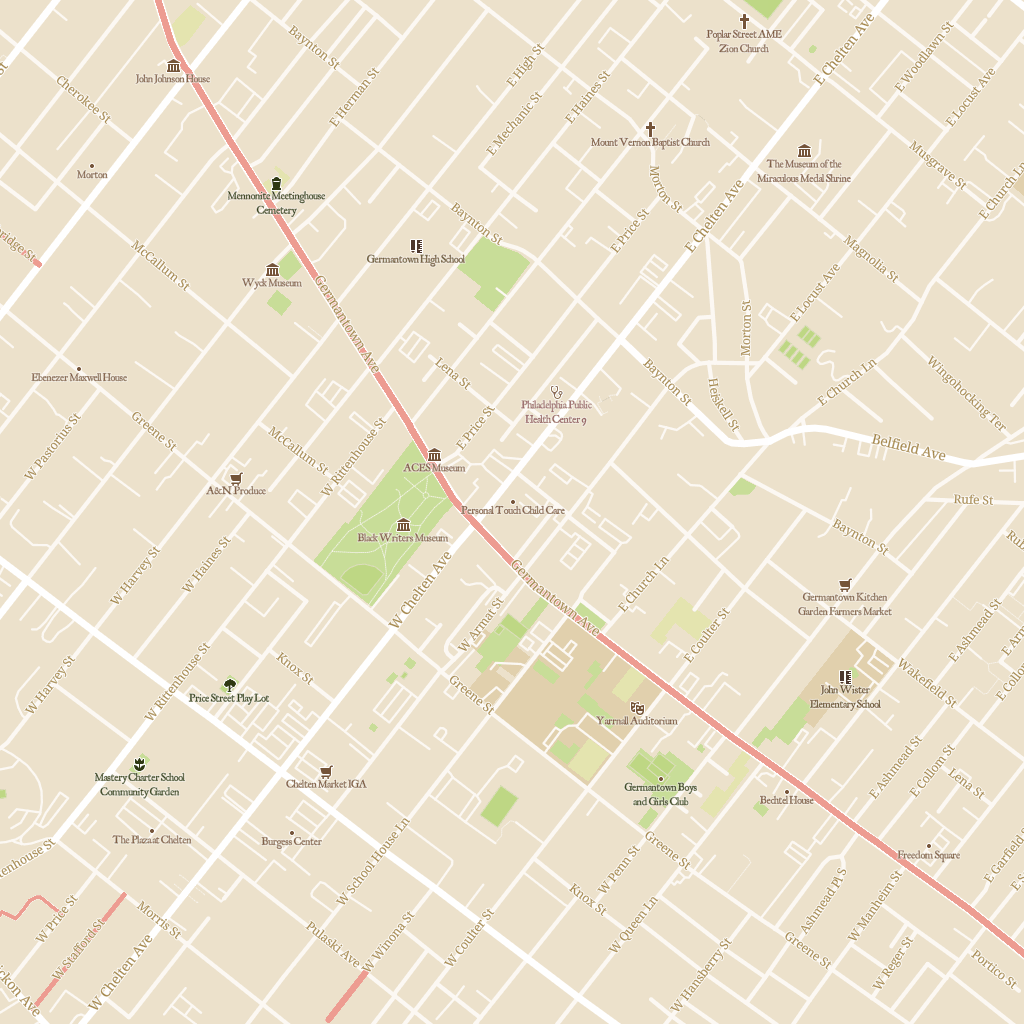 Poplar Street AME
Zion Church
E Chelten Ave
E Woodlawn St
E Locust Ave
Baynton St
E High St
E Haines St
John Johnson House
E Herman St
Cherokee St
E Mechanic St
Mount Vernon Baptist Church
The Museum of the
Miraculous Medal Shrine
Musgrave St
E Church Ln
Morton
Mennonite Meetinghouse
Cemetery
Morton St
E Chelten Ave
Baynton St
E Price St
McCallum St
Germantown High School
Wyck Museum
Magnolia St
E Locust Ave
Germantown Ave
Morton St
Ebenezer Maxwell House
Lena St
Baynton St
E Church Ln
Wingohocking Ter
Heiskell St
Philadelphia Public
Health Center 9
Greene St
E Price St
W Pastorius St
McCallum St
W Rittenhouse St
Belfield Ave
ACES Museum
A&N Produce
Rufe St
Personal Touch Child Care
Black Writers Museum
Baynton St
W Harvey St
W Haines St
W Chelten Ave
Germantown Ave
E Church Ln
Germantown Kitchen
Garden Farmers Market
W Armat St
E Coulter St
E Ashmead St
W Harvey St
W Rittenhouse St
Knox St
Greene St
Price Street Play Lot
John Wister
Elementary School
Wakefield St
Yarrnall Auditorium
Mastery Charter School
Community Garden
Chelten Market IGA
Germantown Boys
and Girls Club
Bechtel House
E Ashmead St
E Collom St
Lena St
The Plaza at Chelten
Burgess Center
W School House Ln
Greene St
Freedom Square
W Penn St
Knox St
Ashmead Pl S
W Manheim St
W Price St
W Stafford St
Morris St
Pulaski Ave
W Winona St
W Coulter St
W Queen Ln
W Hansberry St
Greene St
W Reger St
Portico St
W Chelten Ave